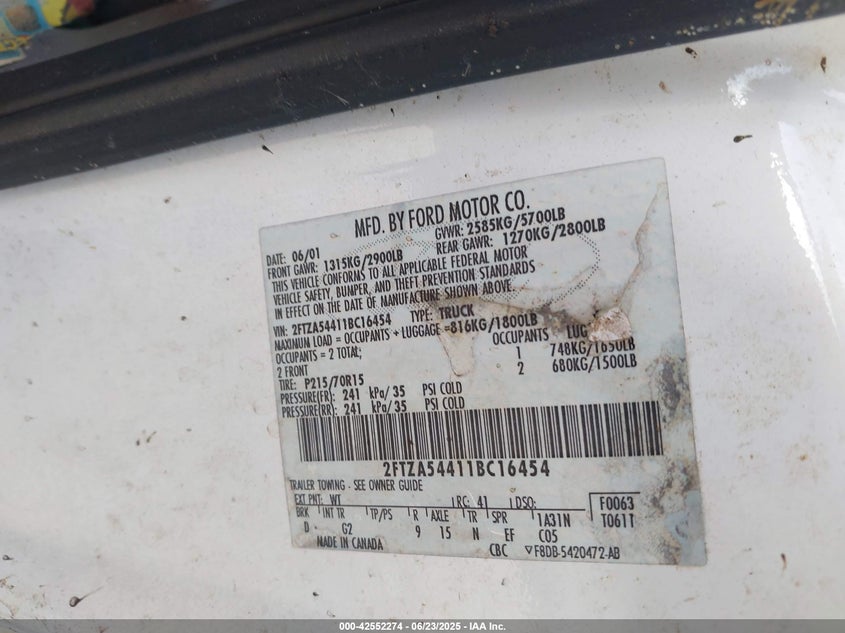 MFD. BY FORD MOTOR CO.
DATE: 06/01 GVWR: 2585KG/5700LB
FRONT GAWR: 1315KG/2900LB REAR GAWR: 1270KG/2800LB
THIS VEHICLE CONFORMS TO ALL APPLICABLE FEDERAL MOTOR
VEHICLE SAFETY, BUMPER, AND THEFT PREVENTION STANDARDS
IN EFFECT ON THE DATE OF MANUFACTURE SHOWN ABOVE.
VIN: 2FTZA54411BC16454 TYPE: TRUCK
MAXIMUM LOAD = OCCUPANTS + LUGGAGE =816KG/1800LB
OCCUPANTS = 2 TOTAL; OCCUPANTS LUG
2 FRONT 1 748KG/1650LB
2 680KG/1500LB
TIRE: P215/70R15
PRESSURE(FR): 241 kPa/ 35 PSI COLD
PRESSURE(RR): 241 kPa/ 35 PSI COLD
2FTZA54411BC16454
TRAILER TOWING - SEE OWNER GUIDE
EXT PNT: WT RC: 41 DSO: F0063
BRK INT TR TP/PS R AXLE TR SPR 1A31N T0611
D G2 9 15 N EF C05
MADE IN CANADA CBC ▽F8DB-5420472-AB
000-42552274 | 06/23/2025 - IAA Inc.